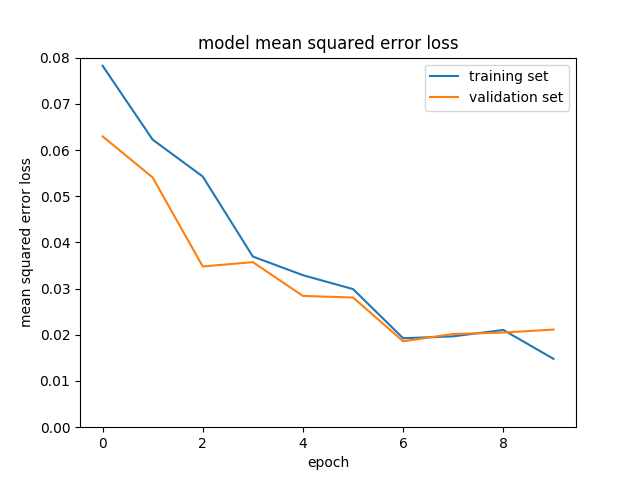 model mean squared error loss
training set
validation set
mean squared error loss
0.08
0.07
0.06
0.05
0.04
0.03
0.02
0.01
0.00
0 2 4 6 8
epoch